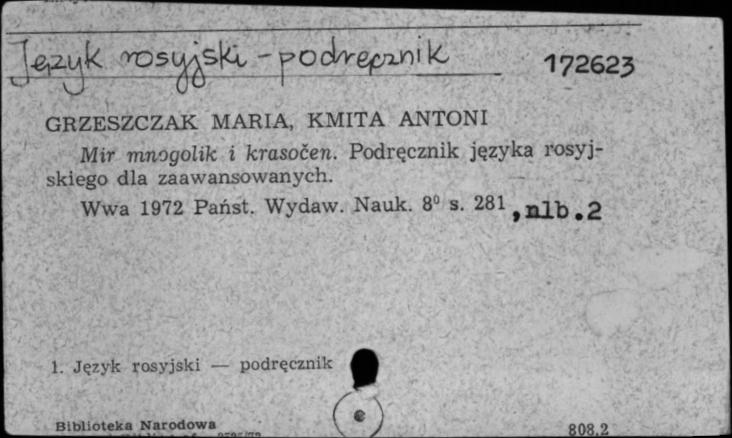 Język rosyjski - podręcznik
172623
GRZESZCZAK MARIA, KMITA ANTONI
Mir mnogolik i krasočen. Podręcznik języka rosyj-
skiego dla zaawansowanych.
Wwa 1972 Państ. Wydaw. Nauk. 8⁰ s. 281 , nlb.2
1. Język rosyjski — podręcznik
Biblioteka Narodowa
808.2